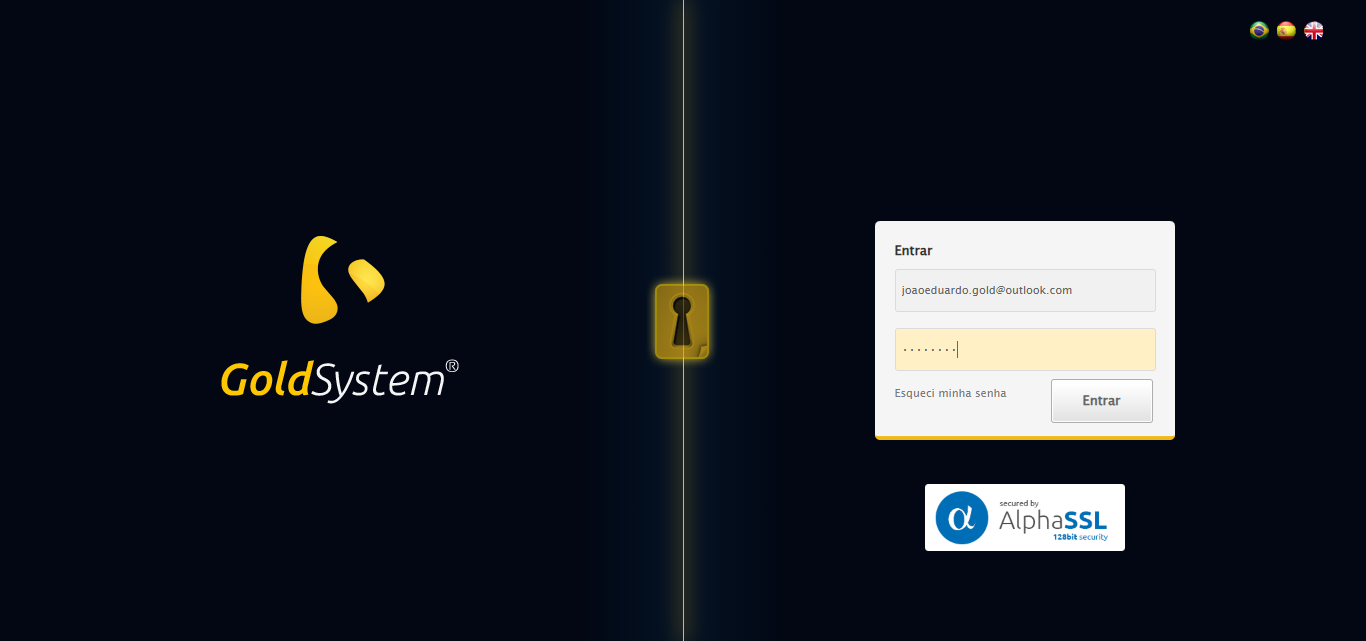 GoldSystem®
Entrar
joaoeduardo.gold@outlook.com
Esqueci minha senha
Entrar
secured by
AlphaSSL
128bit security